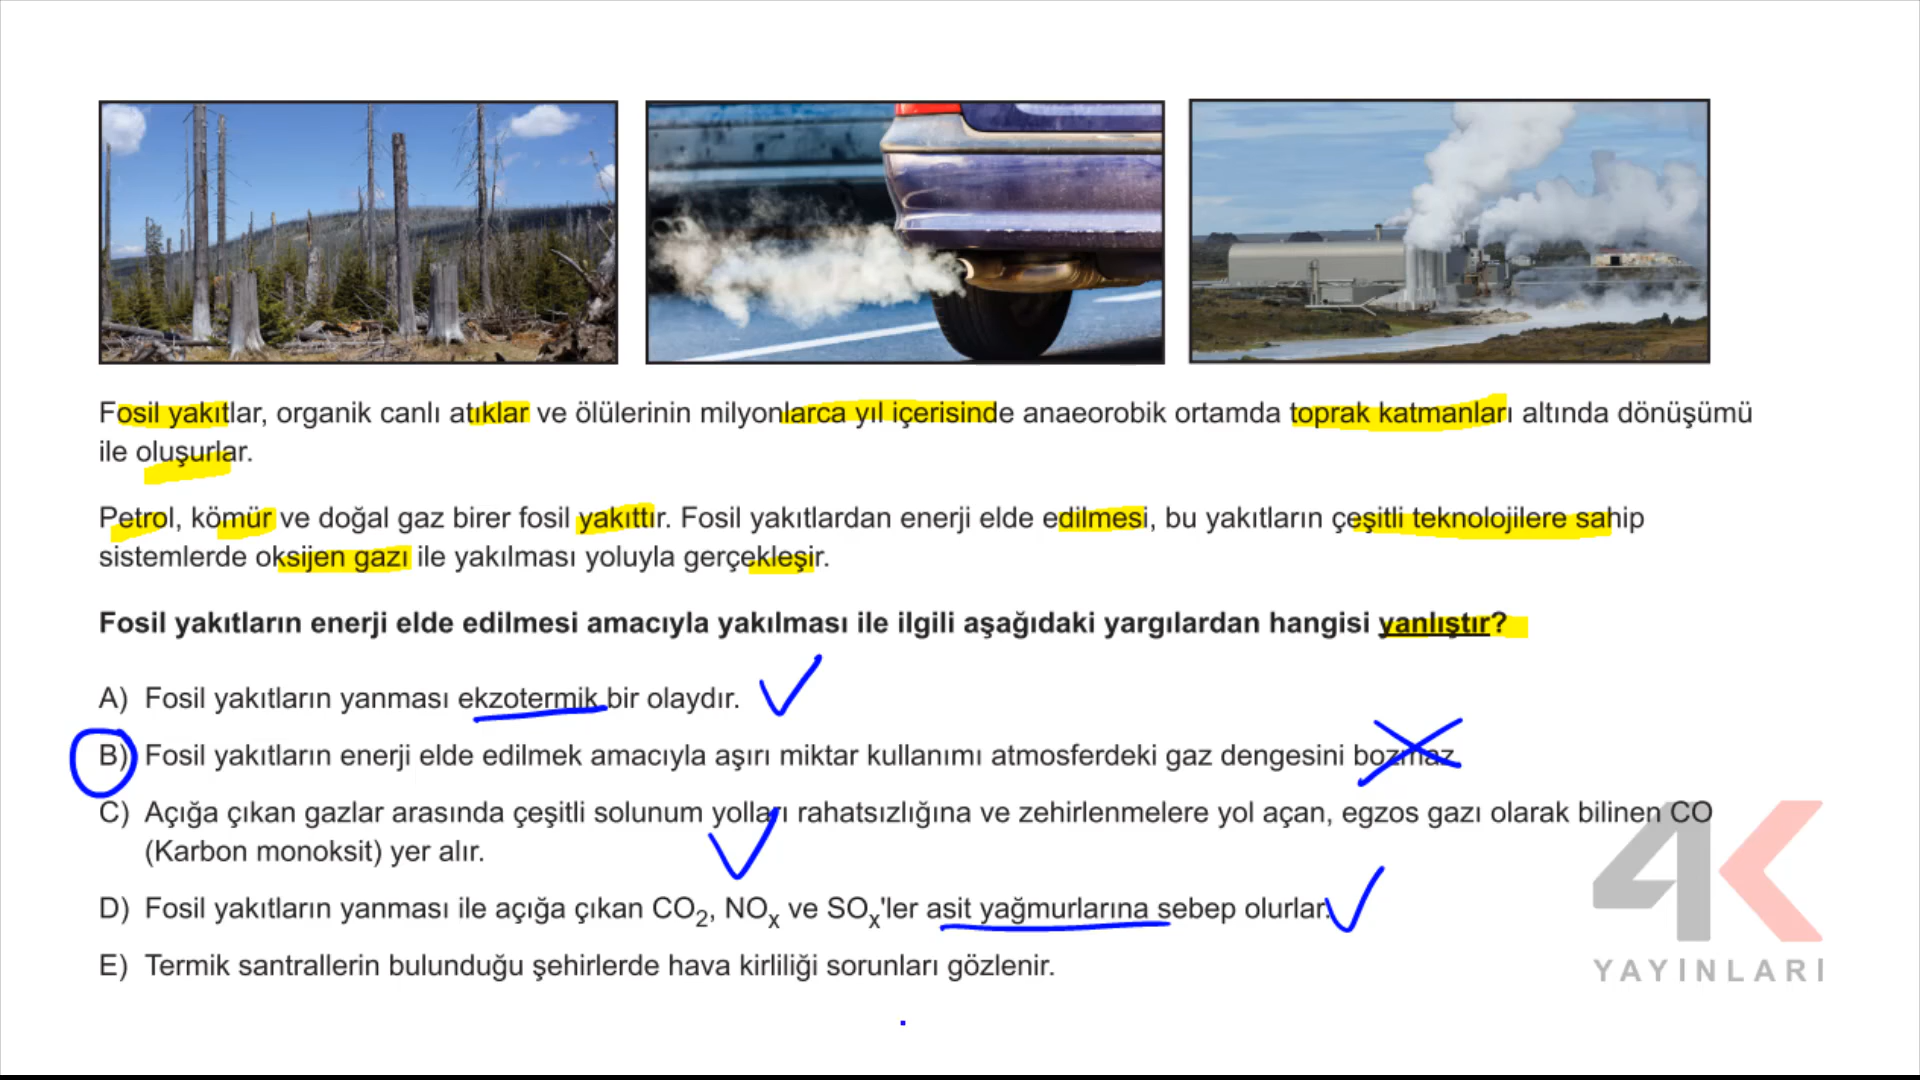 Fosil yakıtlar, organik canlı atıklar ve ölülerinin milyonlarca yıl içerisinde anaeorobik ortamda toprak katmanları altında dönüşümü
ile oluşurlar.
Petrol, kömür ve doğal gaz birer fosil yakıttır. Fosil yakıtlardan enerji elde edilmesi, bu yakıtların çeşitli teknolojilere sahip
sistemlerde oksijen gazı ile yakılması yoluyla gerçekleşir.
Fosil yakıtların enerji elde edilmesi amacıyla yakılması ile ilgili aşağıdaki yargılardan hangisi yanlıştır?
A) Fosil yakıtların yanması ekzotermik bir olaydır.
B) Fosil yakıtların enerji elde edilmek amacıyla aşırı miktar kullanımı atmosferdeki gaz dengesini bozmaz.
C) Açığa çıkan gazlar arasında çeşitli solunum yolları rahatsızlığına ve zehirlenmelere yol açan, egzos gazı olarak bilinen CO
(Karbon monoksit) yer alır.
D) Fosil yakıtların yanması ile açığa çıkan CO₂, NOₓ ve SOₓ'ler asit yağmurlarına sebep olurlar.
E) Termik santrallerin bulunduğu şehirlerde hava kirliliği sorunları gözlenir.
4K
YAYINLARI